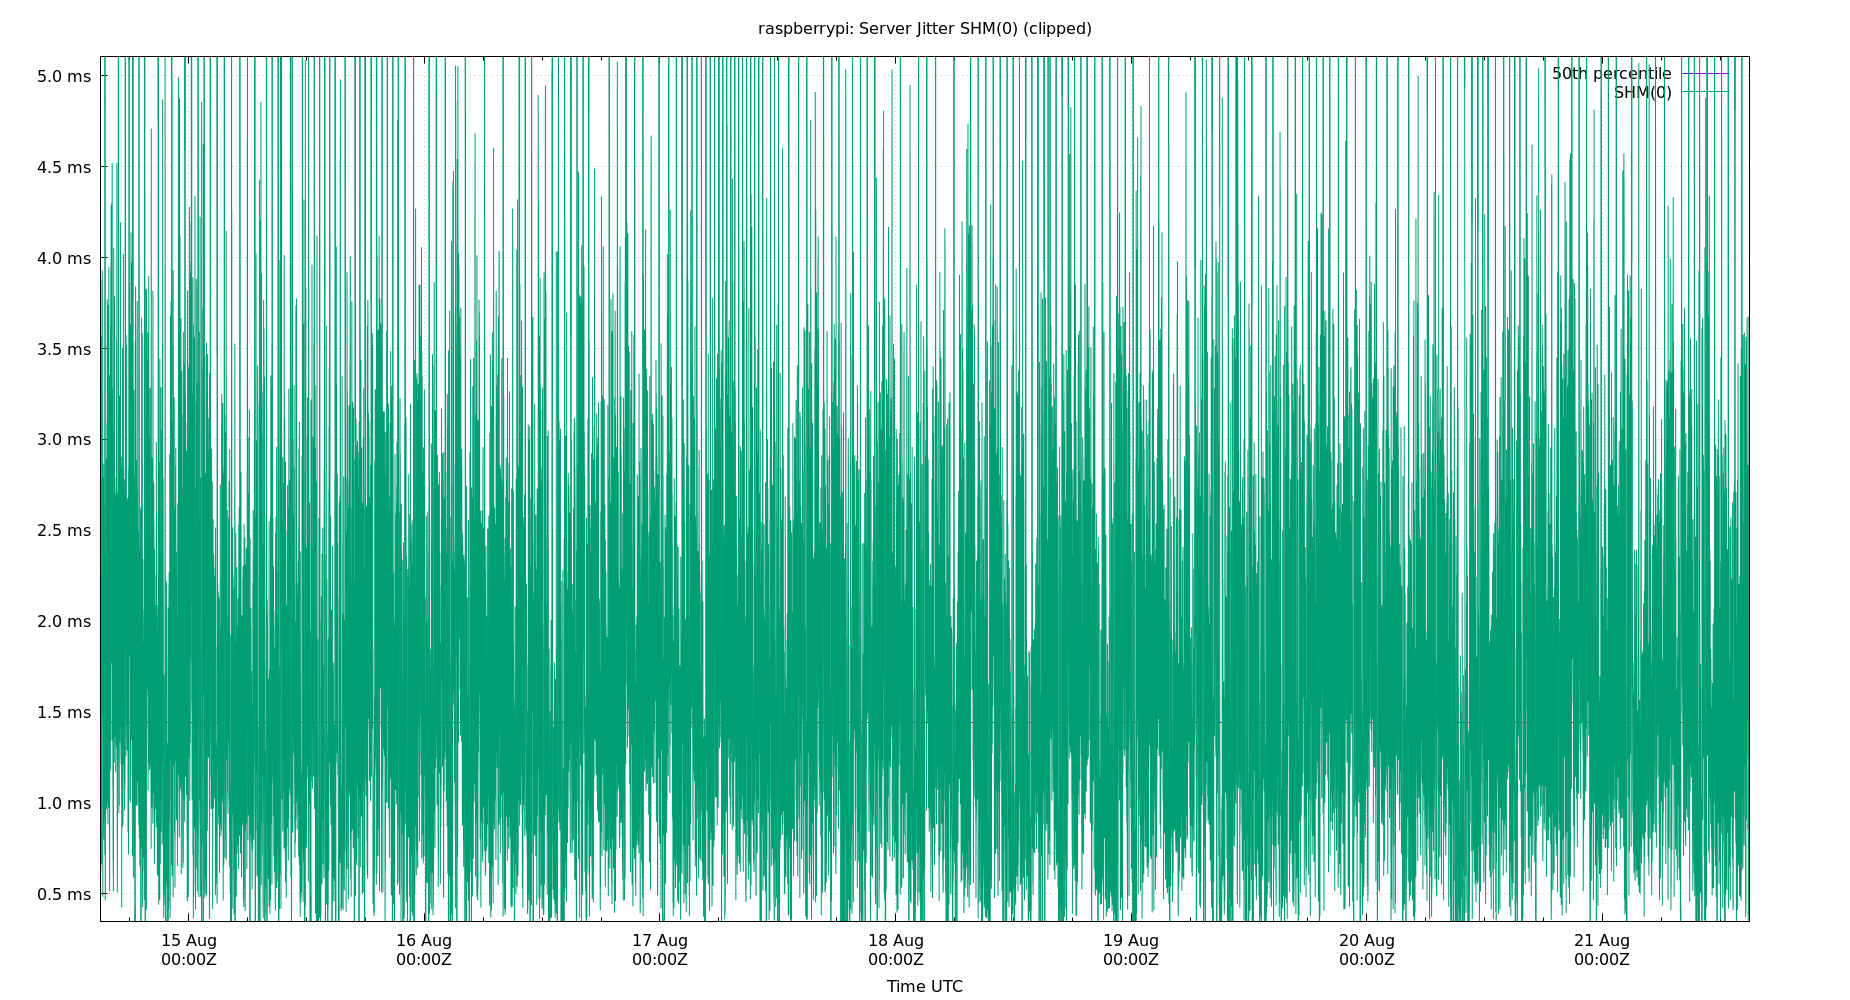 raspberrypi: Server Jitter SHM(0) (clipped)
50th percentile
SHM(0)
5.0 ms
4.5 ms
4.0 ms
3.5 ms
3.0 ms
2.5 ms
2.0 ms
1.5 ms
1.0 ms
0.5 ms
15 Aug 16 Aug 17 Aug 18 Aug 19 Aug 20 Aug 21 Aug
00:00Z 00:00Z 00:00Z 00:00Z 00:00Z 00:00Z 00:00Z
Time UTC